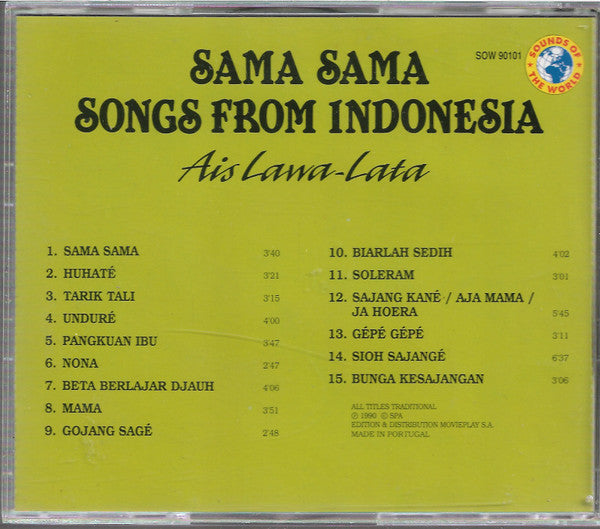 SOW 90101
SOUNDS OF
THE WORLD
SAMA SAMA
SONGS FROM INDONESIA
Ais Lawa-Lata
1. SAMA SAMA 3'40
2. HUHATÉ 3'21
3. TARIK TALI 3'15
4. UNDURÉ 4'00
5. PANGKUAN IBU 3'47
6. NONA 2'47
7. BETA BERLAJAR DJAUH 4'06
8. MAMA 3'51
9. GOJANG SAGÉ 2'48
10. BIARLAH SEDIH 4'02
11. SOLERAM 3'01
12. SAJANG KANÉ / AJA MAMA /
JA HOERA 5'45
13. GÉPÉ GÉPÉ 3'11
14. SIOH SAJANGÉ 6'37
15. BUNGA KESAJANGAN 3'06
ALL TITLES TRADITIONAL
℗ 1990 © SPA
EDITION & DISTRIBUTION MOVIEPLAY S.A.
MADE IN PORTUGAL